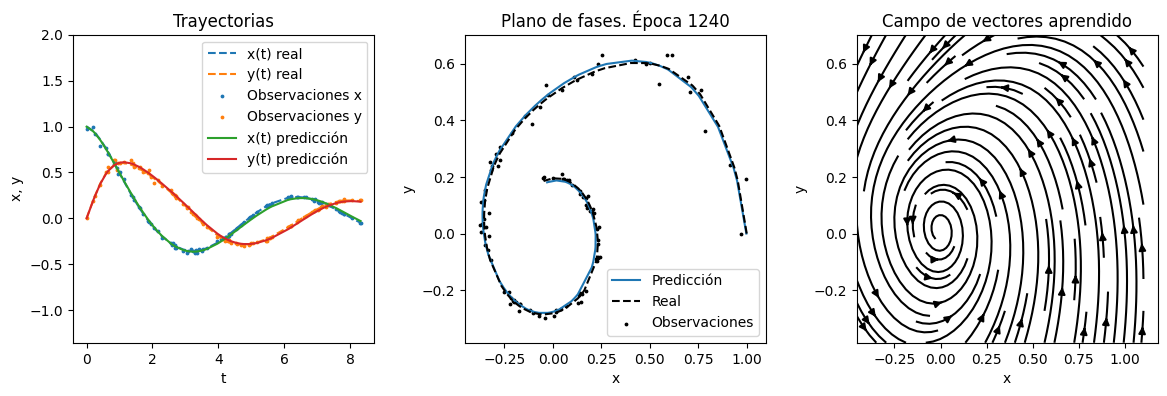 Trayectorias
x, y
2.0
1.5
1.0
0.5
0.0
−0.5
−1.0
x(t) real
y(t) real
Observaciones x
Observaciones y
x(t) predicción
y(t) predicción
0 2 4 6 8
t
Plano de fases. Época 1240
y
0.6
0.4
0.2
0.0
−0.2
Predicción
Real
Observaciones
−0.25 0.00 0.25 0.50 0.75 1.00
x
Campo de vectores aprendido
y
0.6
0.4
0.2
0.0
−0.2
−0.25 0.00 0.25 0.50 0.75 1.00
x